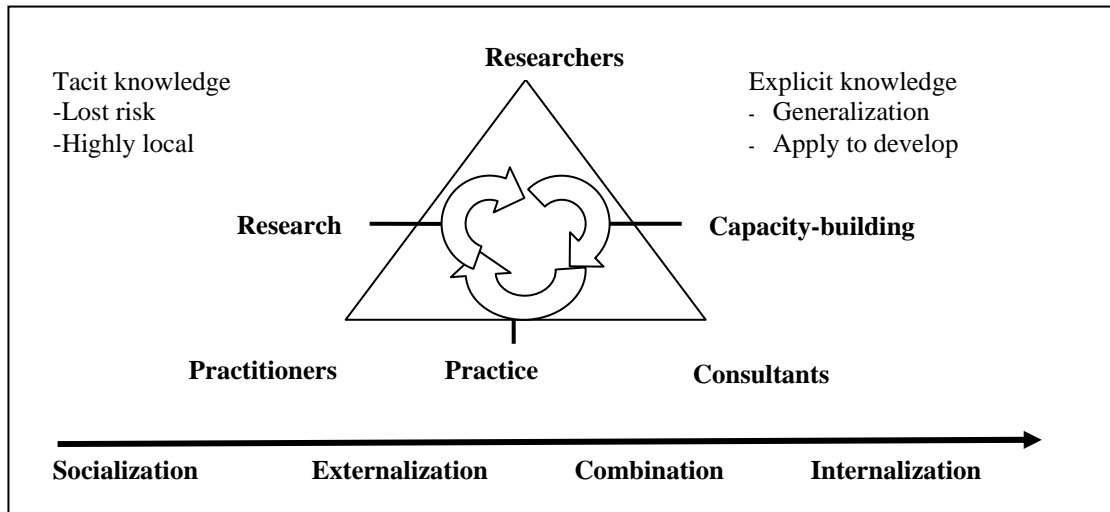 Researchers
Tacit knowledge
-Lost risk
-Highly local
Explicit knowledge
- Generalization
- Apply to develop
Research
Capacity-building
Practitioners
Practice
Consultants
Socialization
Externalization
Combination
Internalization